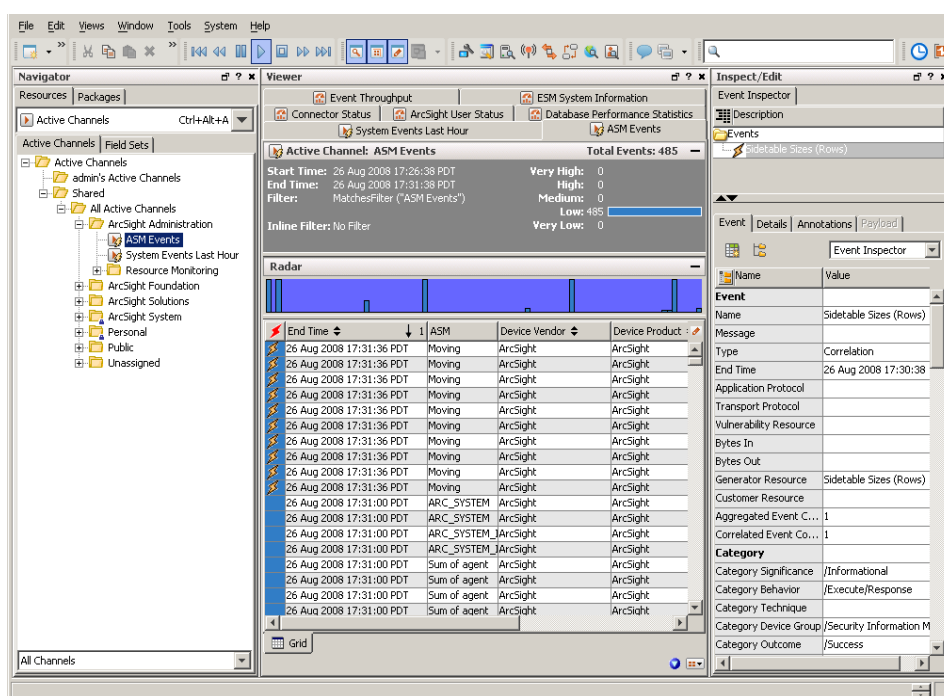 File Edit Views Window Tools System Help
Navigator
Resources Packages
Active Channels Ctrl+Alt+A
Active Channels Field Sets
Active Channels
admin's Active Channels
Shared
All Active Channels
ArcSight Administration
ASM Events
System Events Last Hour
Resource Monitoring
ArcSight Foundation
ArcSight Solutions
ArcSight System
Personal
Public
Unassigned
All Channels
Viewer
Event Throughput ESM System Information
Connector Status ArcSight User Status Database Performance Statistics
System Events Last Hour ASM Events
Active Channel: ASM Events Total Events: 485
Start Time: 26 Aug 2008 17:26:38 PDT Very High: 0
End Time: 26 Aug 2008 17:31:38 PDT High: 0
Filter: MatchesFilter ("ASM Events") Medium: 0
Low: 485
Inline Filter: No Filter Very Low: 0
Radar
End Time 1 ASM Device Vendor Device Product
26 Aug 2008 17:31:36 PDT Moving ArcSight ArcSight
26 Aug 2008 17:31:36 PDT Moving ArcSight ArcSight
26 Aug 2008 17:31:36 PDT Moving ArcSight ArcSight
26 Aug 2008 17:31:36 PDT Moving ArcSight ArcSight
26 Aug 2008 17:31:36 PDT Moving ArcSight ArcSight
26 Aug 2008 17:31:36 PDT Moving ArcSight ArcSight
26 Aug 2008 17:31:36 PDT Moving ArcSight ArcSight
26 Aug 2008 17:31:36 PDT Moving ArcSight ArcSight
26 Aug 2008 17:31:36 PDT Moving ArcSight ArcSight
26 Aug 2008 17:31:36 PDT Moving ArcSight ArcSight
26 Aug 2008 17:31:00 PDT ARC_SYSTEM ArcSight ArcSight
26 Aug 2008 17:31:00 PDT ARC_SYSTEM ArcSight ArcSight
26 Aug 2008 17:31:00 PDT ARC_SYSTEM_ ArcSight ArcSight
26 Aug 2008 17:31:00 PDT ARC_SYSTEM_ ArcSight ArcSight
26 Aug 2008 17:31:00 PDT Sum of agent ArcSight ArcSight
26 Aug 2008 17:31:00 PDT Sum of agent ArcSight ArcSight
26 Aug 2008 17:31:00 PDT Sum of agent ArcSight ArcSight
26 Aug 2008 17:31:00 PDT Sum of agent ArcSight ArcSight
Grid
Inspect/Edit
Event Inspector
Description
Events
Sidetable Sizes (Rows)
Event Details Annotations Payload
Event Inspector
Name Value
Event
Name Sidetable Sizes (Rows)
Message
Type Correlation
End Time 26 Aug 2008 17:30:38
Application Protocol
Transport Protocol
Vulnerability Resource
Bytes In
Bytes Out
Generator Resource Sidetable Sizes (Rows)
Customer Resource
Aggregated Event C... 1
Correlated Event Co... 1
Category
Category Significance /Informational
Category Behavior /Execute/Response
Category Technique
Category Device Group /Security Information M
Category Outcome /Success